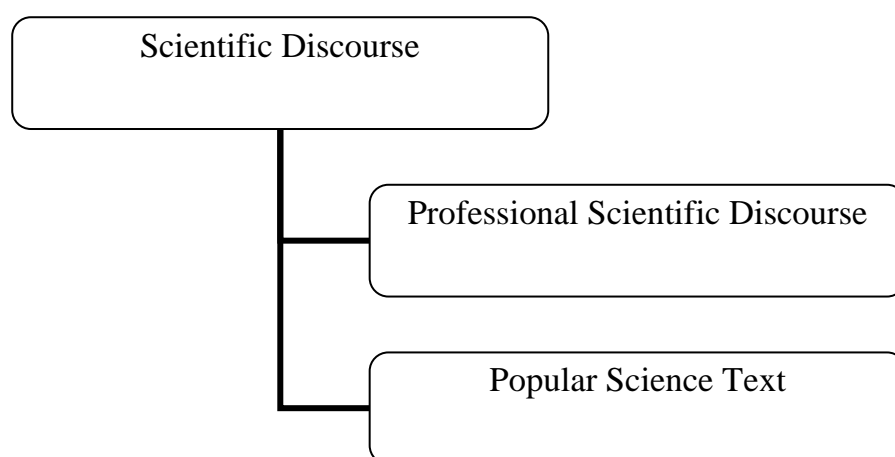 Scientific Discourse
Professional Scientific Discourse
Popular Science Text